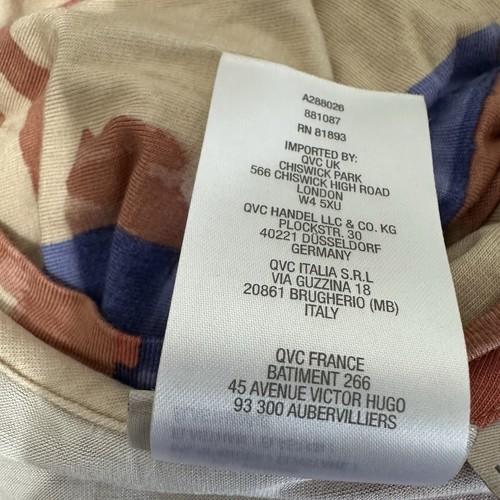 A288026
881087
RN 81893
IMPORTED BY:
QVC UK
CHISWICK PARK
566 CHISWICK HIGH ROAD
LONDON
W4 5XU
QVC HANDEL LLC & CO. KG
PLOCKSTR. 30
40221 DÜSSELDORF
GERMANY
QVC ITALIA S.R.L
VIA GUZZINA 18
20861 BRUGHERIO (MB)
ITALY
QVC FRANCE
BATIMENT 266
45 AVENUE VICTOR HUGO
93 300 AUBERVILLIERS